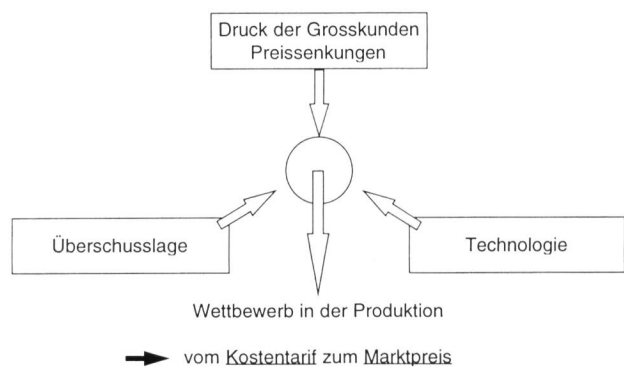 Druck der Grosskunden
Preissenkungen
Überschusslage
Technologie
Wettbewerb in der Produktion
vom Kostentarif zum Marktpreis